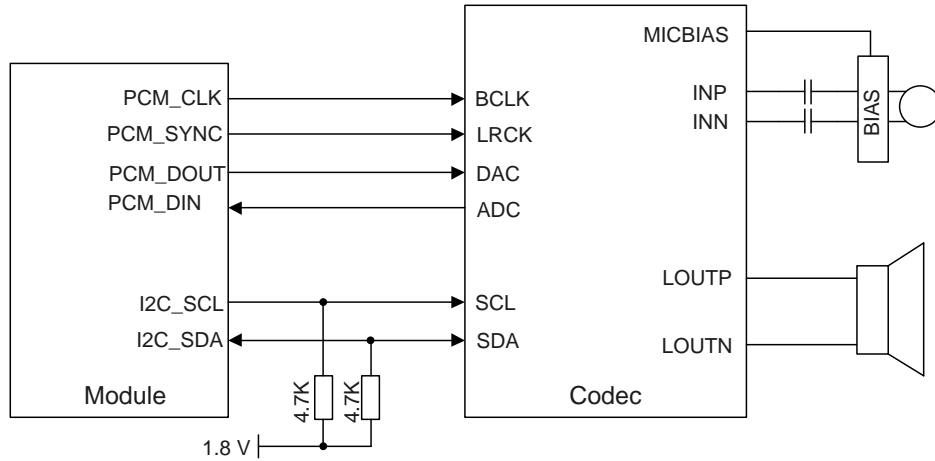 MICBIAS
PCM_CLK
BCLK
INP
BIAS
PCM_SYNC
LRCK
INN
PCM_DOUT
DAC
PCM_DIN
ADC
LOUTP
I2C_SCL
SCL
I2C_SDA
SDA
LOUTN
4.7K
4.7K
Module
Codec
1.8 V